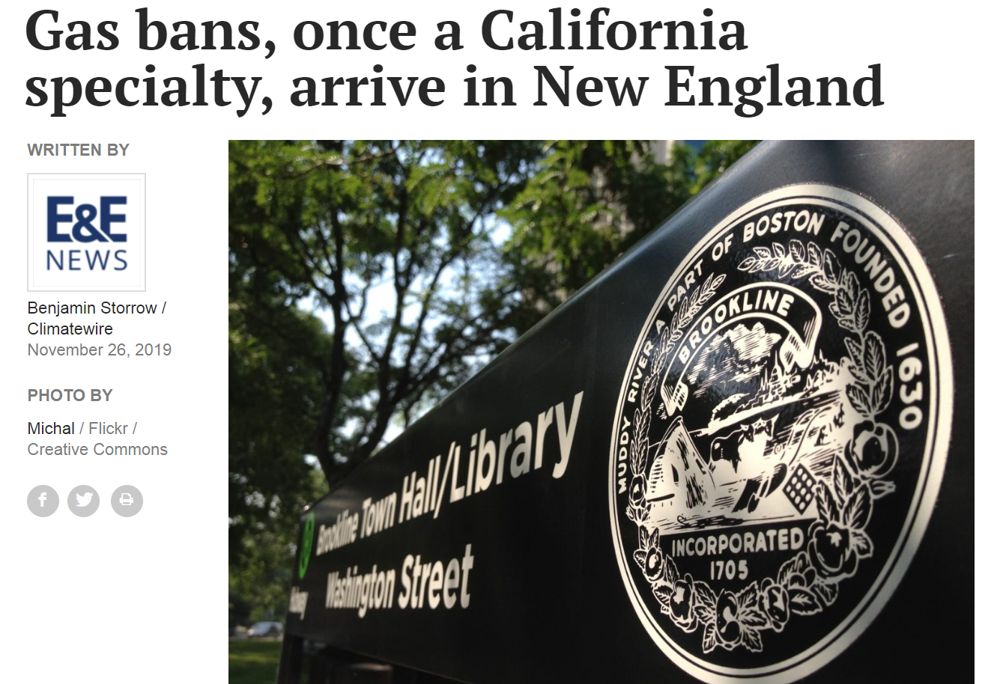 Gas bans, once a California
specialty, arrive in New England
WRITTEN BY
E&E
NEWS
Benjamin Storrow /
Climatewire
November 26, 2019
PHOTO BY
Michal / Flickr /
Creative Commons
Brookline Town Hall/Library
Washington Street
MUDDY RIVER A PART OF BOSTON FOUNDED 1630
BROOKLINE
INCORPORATED
1705